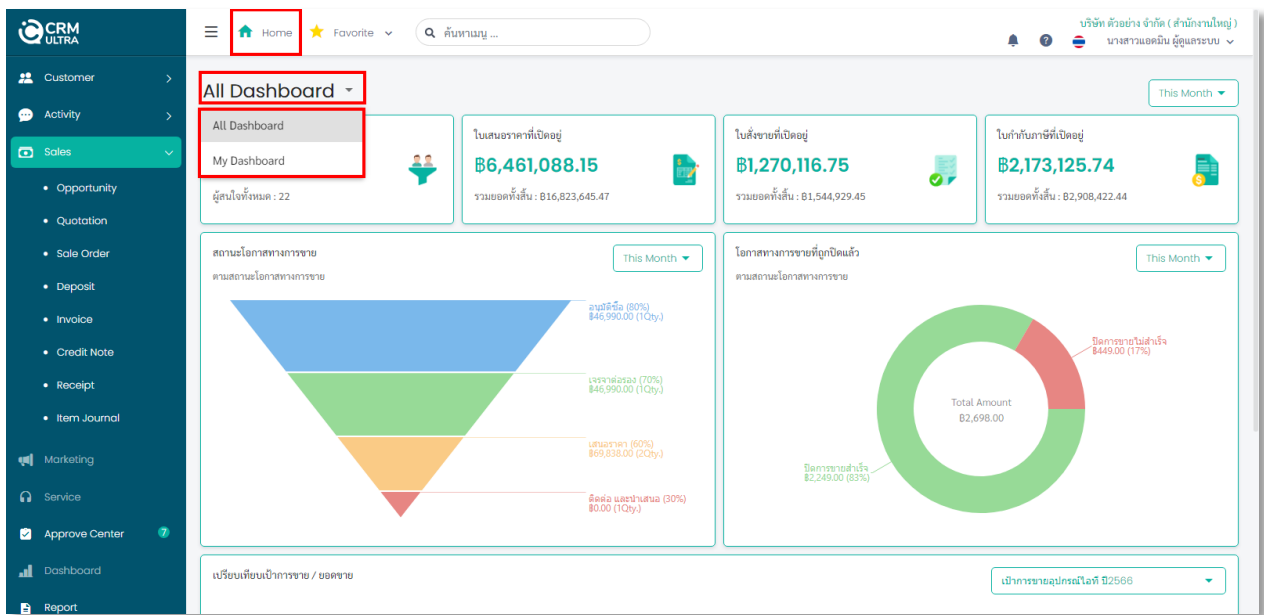 CRM
ULTRA
Home
Favorite
ค้นหาเมนู ...
บริษัท ตัวอย่าง จำกัด ( สำนักงานใหญ่ )
นางสาวแอดมิน ผู้ดูแลระบบ
Customer
Activity
Sales
Opportunity
Quotation
Sale Order
Deposit
Invoice
Credit Note
Receipt
Item Journal
Marketing
Service
Approve Center 7
Dashboard
Report
All Dashboard
This Month
All Dashboard
My Dashboard
ผู้สนใจทั้งหมด : 22
ใบเสนอราคาที่เปิดอยู่
฿6,461,088.15
รวมยอดทั้งสิ้น : ฿16,823,645.47
ใบสั่งขายที่เปิดอยู่
฿1,270,116.75
รวมยอดทั้งสิ้น : ฿1,544,929.45
ใบกำกับภาษีที่เปิดอยู่
฿2,173,125.74
รวมยอดทั้งสิ้น : ฿2,908,422.44
สถานะโอกาสทางการขาย
This Month
ตามสถานะโอกาสทางการขาย
อนุมัติซื้อ (80%)
฿46,990.00 (1Qty.)
เจรจาต่อรอง (70%)
฿46,990.00 (1Qty.)
เสนอราคา (60%)
฿69,838.00 (2Qty.)
ติดต่อ และนำเสนอ (30%)
฿0.00 (1Qty.)
โอกาสทางการขายที่ถูกปิดแล้ว
This Month
ตามสถานะโอกาสทางการขาย
ปิดการขายไม่สำเร็จ
฿449.00 (17%)
Total Amount
฿2,698.00
ปิดการขายสำเร็จ
฿2,249.00 (83%)
เปรียบเทียบเป้าการขาย / ยอดขาย
เป้าการขายอุปกรณ์ไอที ปี2566